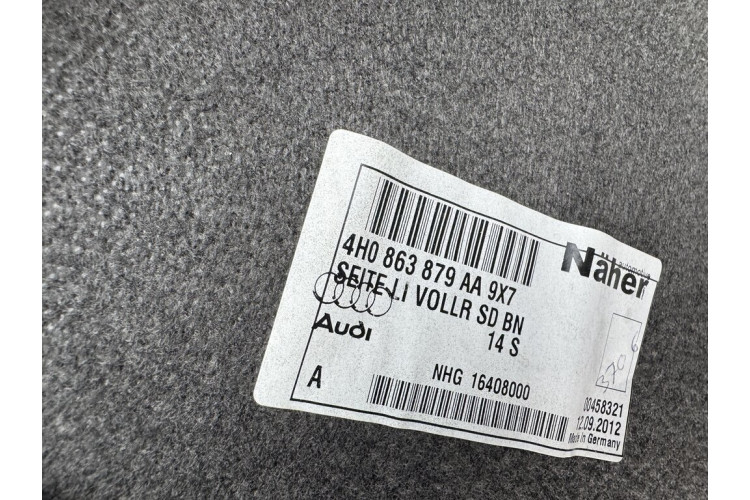 4H0 863 879 AA 9X7
SEITE LI VOLLR SD BN
14 S
Audi
A
NHG 16408000
Näher
automotive
00458321
12.09.2012
Made in Germany